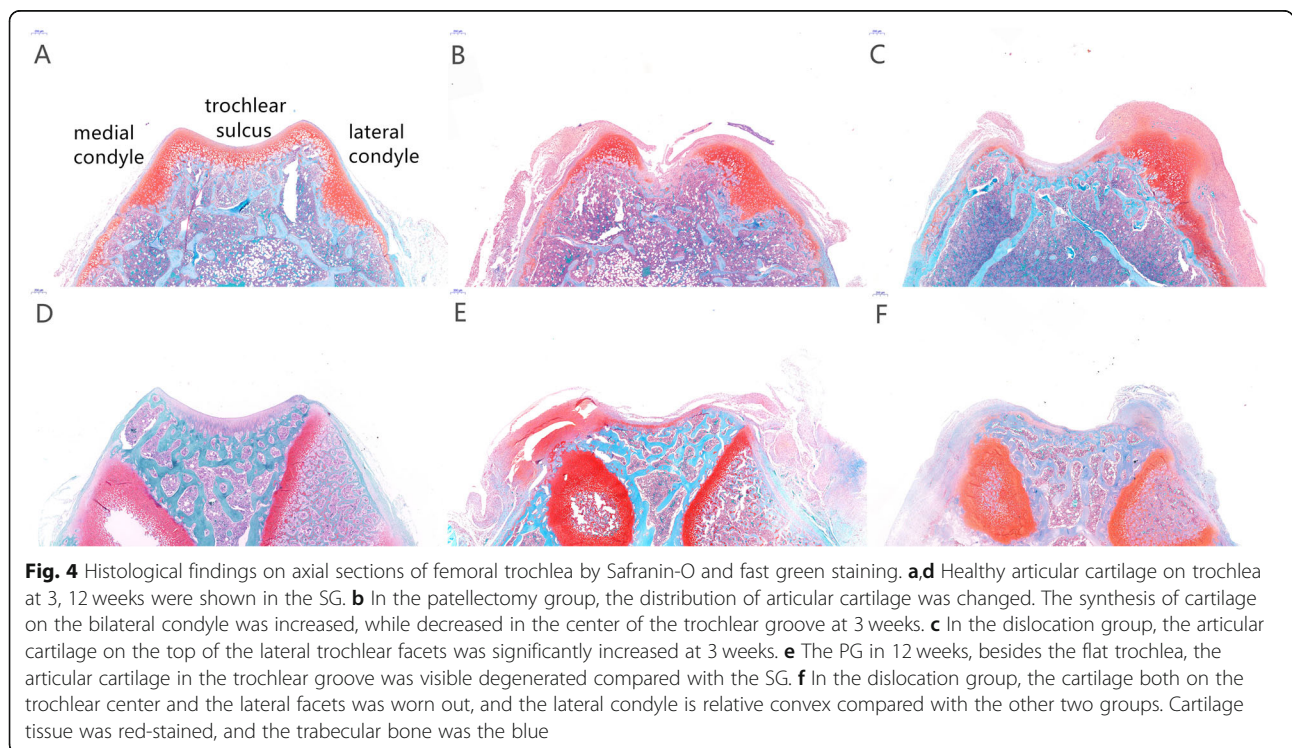 A
B
C
trochlear
sulcus
medial
condyle
lateral
condyle
D
E
F
Fig. 4 Histological findings on axial sections of femoral trochlea by Safranin-O and fast green staining. a,d Healthy articular cartilage on trochlea
at 3, 12 weeks were shown in the SG. b In the patellectomy group, the distribution of articular cartilage was changed. The synthesis of cartilage
on the bilateral condyle was increased, while decreased in the center of the trochlear groove at 3 weeks. c In the dislocation group, the articular
cartilage on the top of the lateral trochlear facets was significantly increased at 3 weeks. e The PG in 12 weeks, besides the flat trochlea, the
articular cartilage in the trochlear groove was visible degenerated compared with the SG. f In the dislocation group, the cartilage both on the
trochlear center and the lateral facets was worn out, and the lateral condyle is relative convex compared with the other two groups. Cartilage
tissue was red-stained, and the trabecular bone was the blue